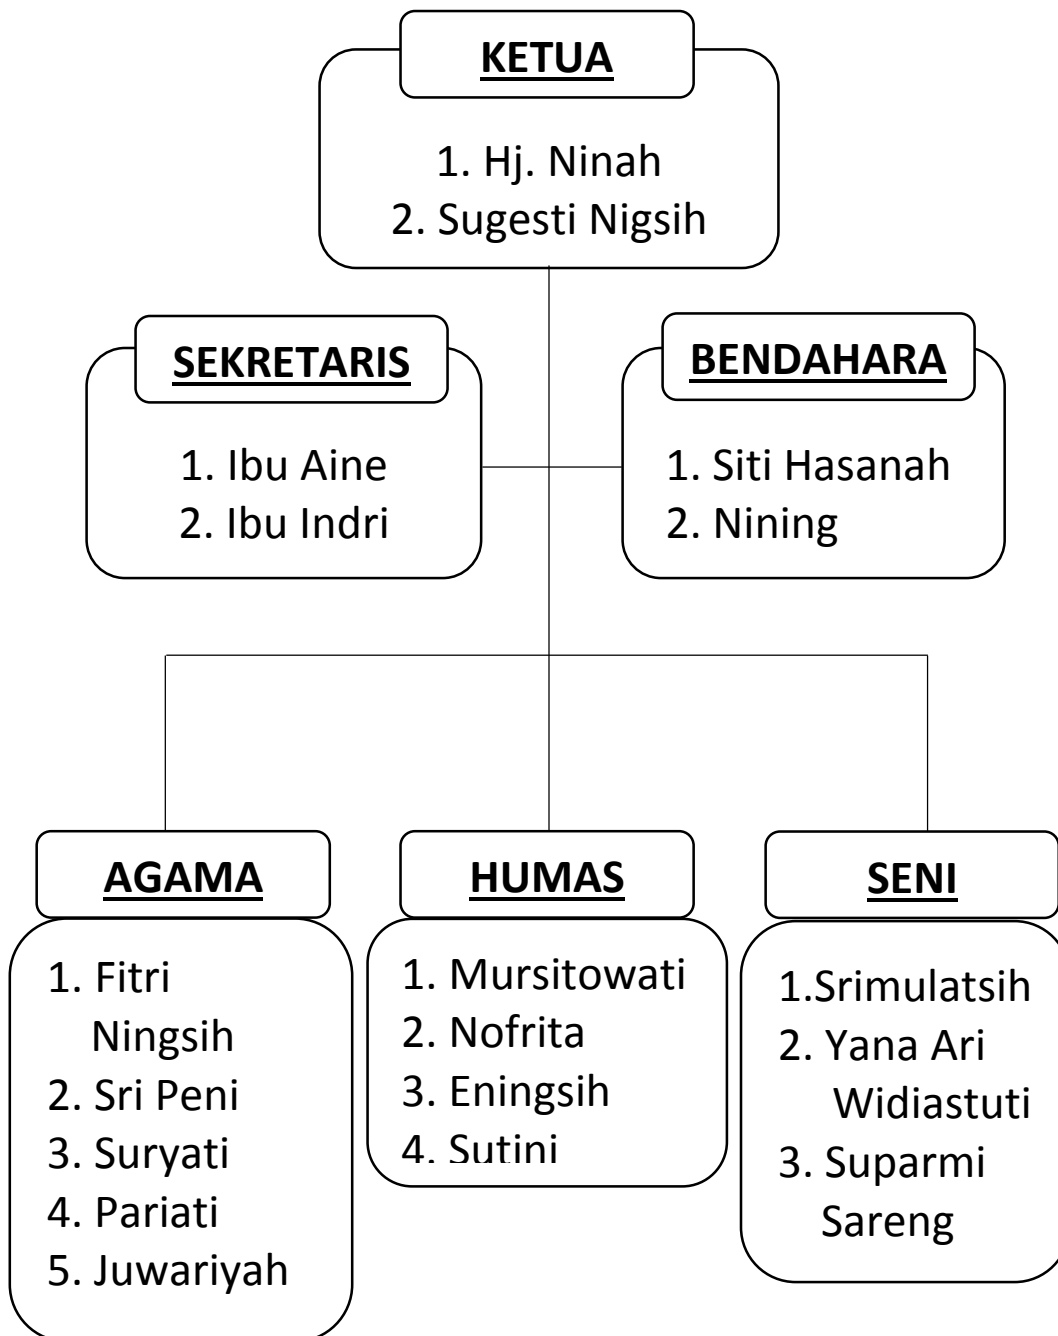 KETUA
1. Hj. Ninah
2. Sugesti Nigsih
SEKRETARIS
1. Ibu Aine
2. Ibu Indri
BENDAHARA
1. Siti Hasanah
2. Nining
AGAMA
1. Fitri
Ningsih
2. Sri Peni
3. Suryati
4. Pariati
5. Juwariyah
HUMAS
1. Mursitowati
2. Nofrita
3. Eningsih
4. Sutini
SENI
1.Srimulatsih
2. Yana Ari
Widiastuti
3. Suparmi
Sareng